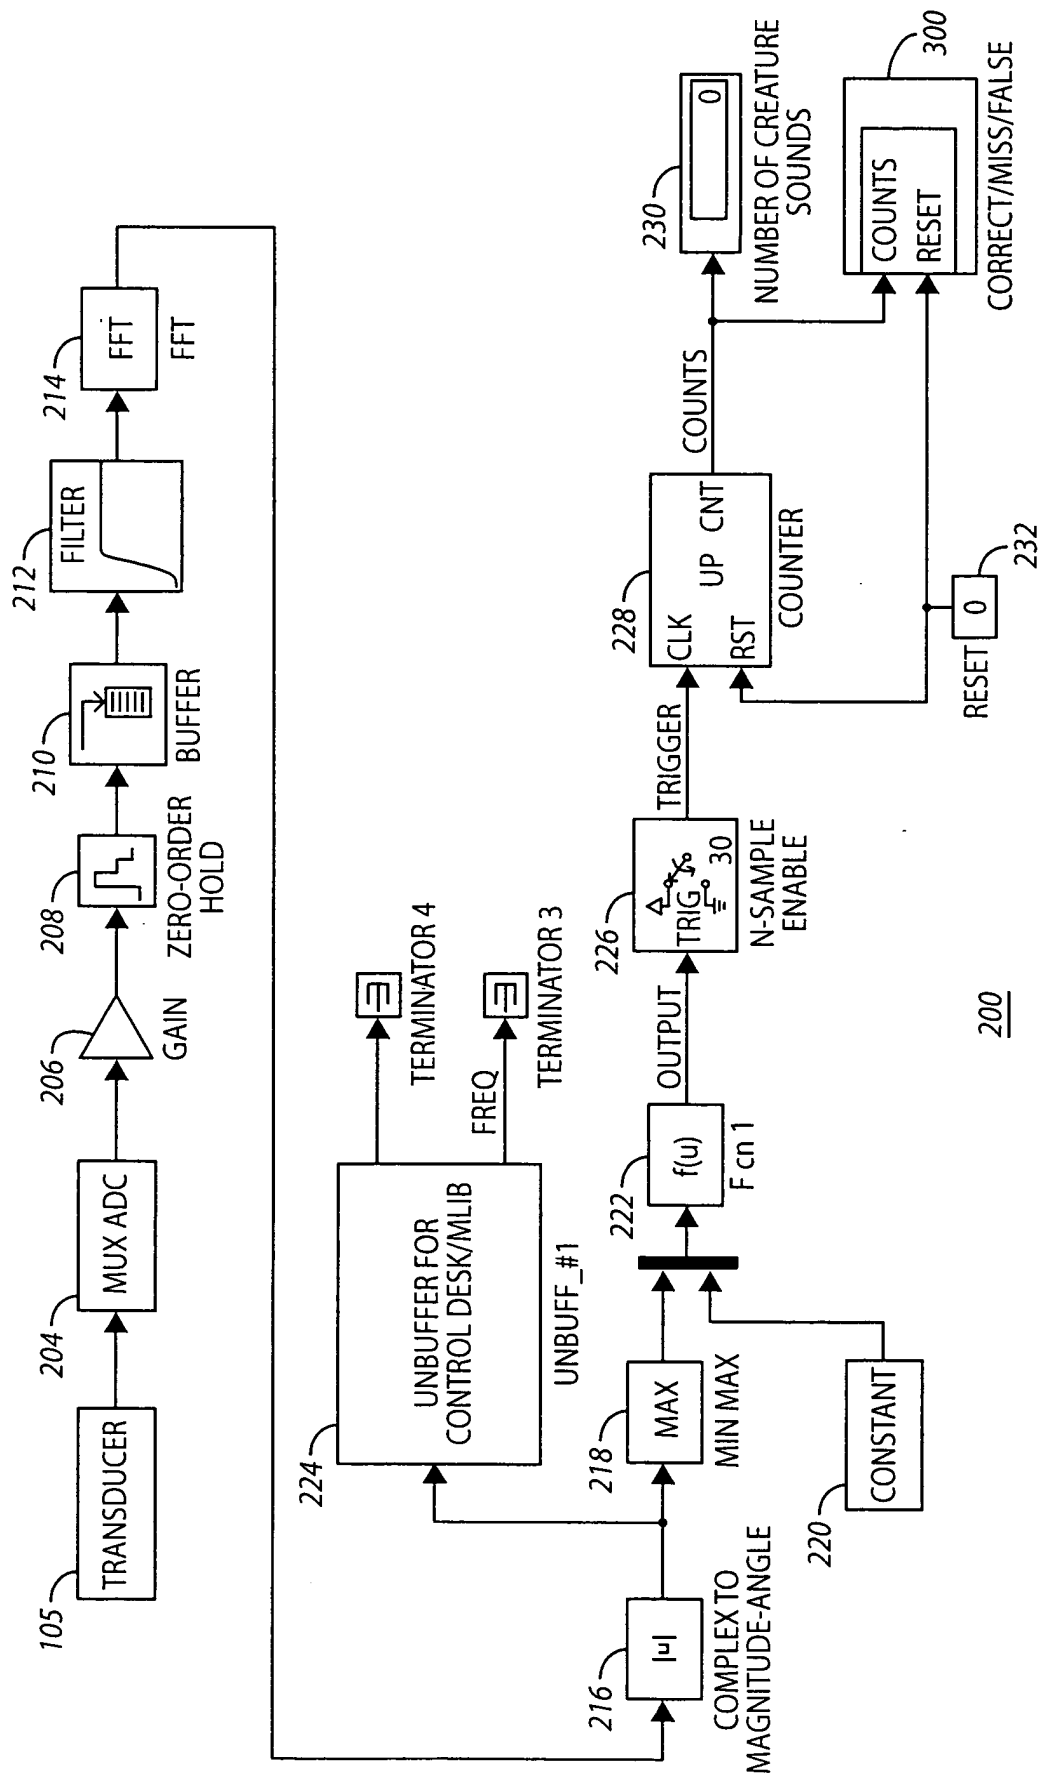 105
TRANSDUCER
204
MUX ADC
206
GAIN
208
ZERO-ORDER
HOLD
210
BUFFER
212
FILTER
214
FFT
FFT
224
UNBUFFER FOR
CONTROL DESK/MLIB
UNBUFF_#1
TERMINATOR 4
FREQ
TERMINATOR 3
216
|u|
COMPLEX TO
MAGNITUDE-ANGLE
218
MAX
MIN MAX
220
CONSTANT
222
f(u)
F cn 1
OUTPUT
226
TRIG
30
N-SAMPLE
ENABLE
TRIGGER
228
CLK
UP CNT
RST
COUNTER
COUNTS
230
0
NUMBER OF CREATURE
SOUNDS
300
COUNTS
RESET
CORRECT/MISS/FALSE
RESET
0
232
200